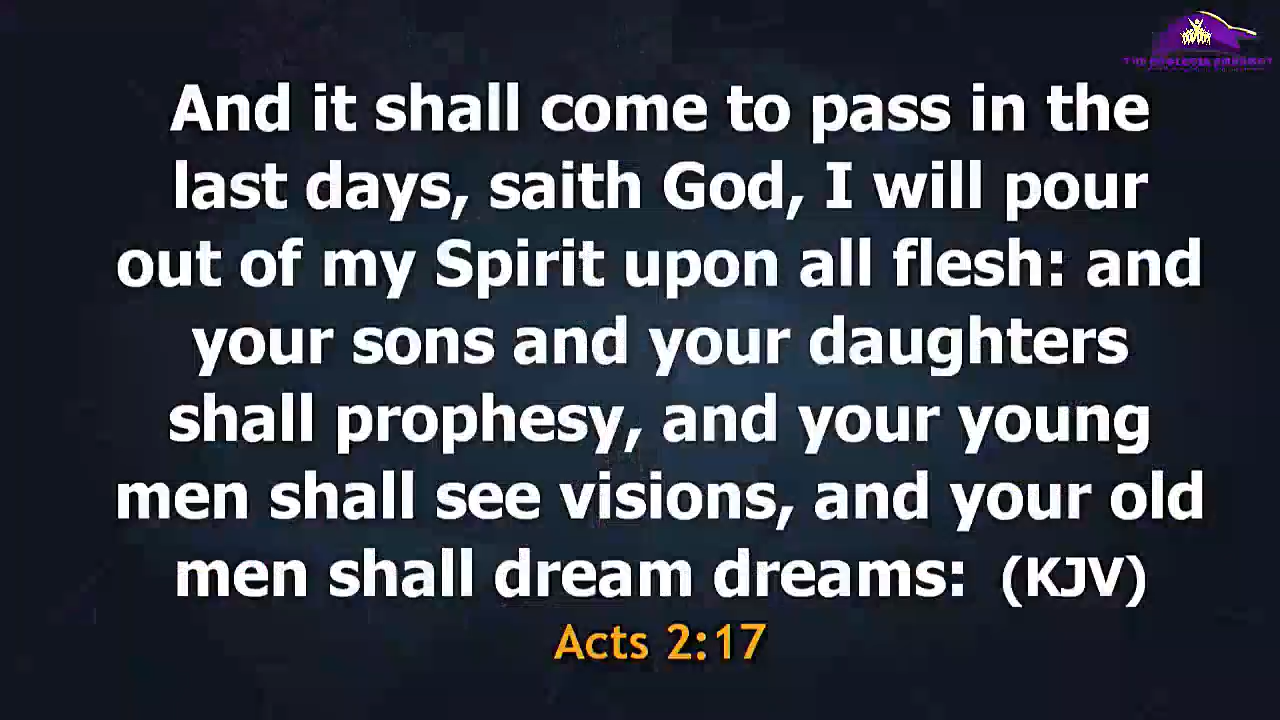 And it shall come to pass in the
last days, saith God, I will pour
out of my Spirit upon all flesh: and
your sons and your daughters
shall prophesy, and your young
men shall see visions, and your old
men shall dream dreams: (KJV)
Acts 2:17